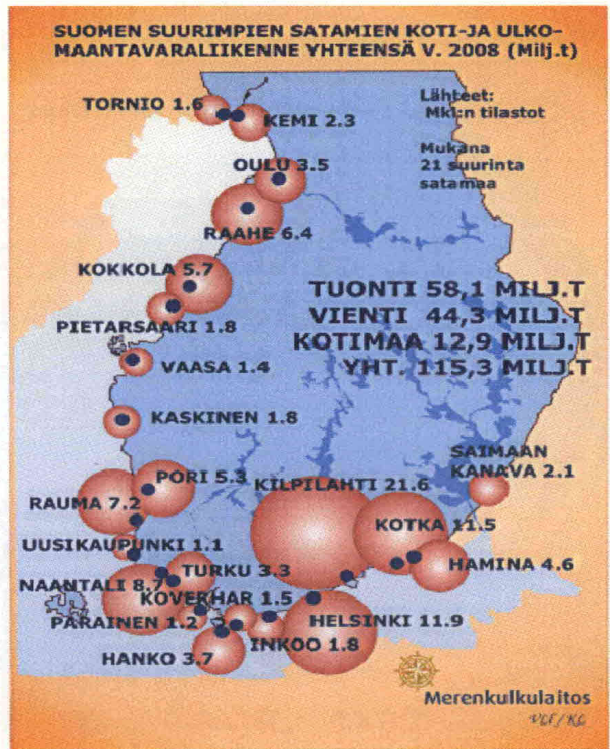 SUOMEN SUURIMPIEN SATAMIEN KOTI-JA ULKO-
MAANTAVARALIIKENNE YHTEENSÄ V. 2008 (Milj.t)
TORNIO 1.6
KEMI 2.3
Lähteet:
Mkl:n tilastot
Mukana
21 suurinta
satamaa
OULU 3.5
RAAHE 6.4
KOKKOLA 5.7
PIETARSAARI 1.8
TUONTI 58,1 MILJ.T
VIENTI 44,3 MILJ.T
KOTIMAA 12,9 MILJ.T
YHT. 115,3 MILJ.T
VAASA 1.4
KASKINEN 1.8
SAIMAAN
KANAVA 2.1
PORI 5.3
KILPILAHTI 21.6
RAUMA 7.2
KOTKA 11.5
UUSIKAUPUNKI 1.1
HAMINA 4.6
TURKU 3.3
NAANTALI 8.7
KOVERHAR 1.5
PARAINEN 1.2
HELSINKI 11.9
INKOO 1.8
HANKO 3.7
Merenkulkulaitos